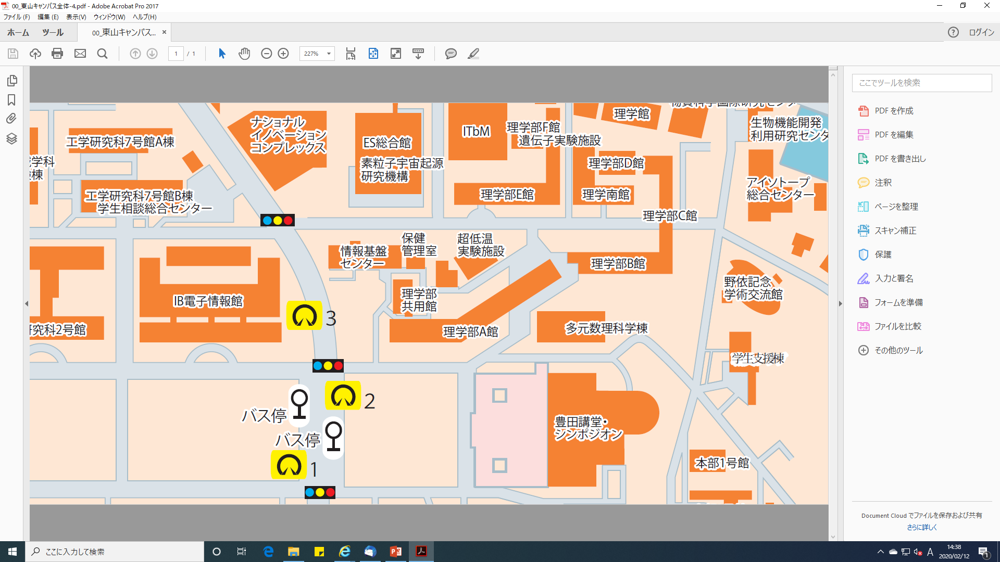 00_東山キャンパス全体-4.pdf - Adobe Acrobat Pro 2017
ファイル(F) 編集(E) 表示(V) ウィンドウ(W) ヘルプ(H)
ホーム ツール 00_東山キャンパス... × ログイン
1 / 1 227%
ここでツールを検索
PDF を作成
PDF を編集
PDF を書き出し
注釈
ページを整理
スキャン補正
保護
入力と署名
フォームを準備
ファイルを比較
その他のツール
Document Cloud でファイルを保存および共有
さらに詳しく
工学研究科7号館A棟
学科
棟
工学研究科7号館B棟
学生相談総合センター
ナショナル
イノベーション
コンプレックス
ES総合館
素粒子宇宙起源
研究機構
ITbM
理学部F館
遺伝子実験施設
理学館
物質科学国際研究センター
生物機能開発
利用研究センタ
理学部D館
理学部E館
理学南館
理学部C館
アイソトープ
総合センター
情報基盤
センター
保健
管理室
超低温
実験施設
理学部B館
野依記念
学術交流館
IB電子情報館
3
理学部
共用館
研究科2号館
理学部A館
多元数理科学棟
学生支援棟
2
バス停
バス停
1
豊田講堂・
シンポジオン
本部1号館
ここに入力して検索
A
14:38
2020/02/12
1